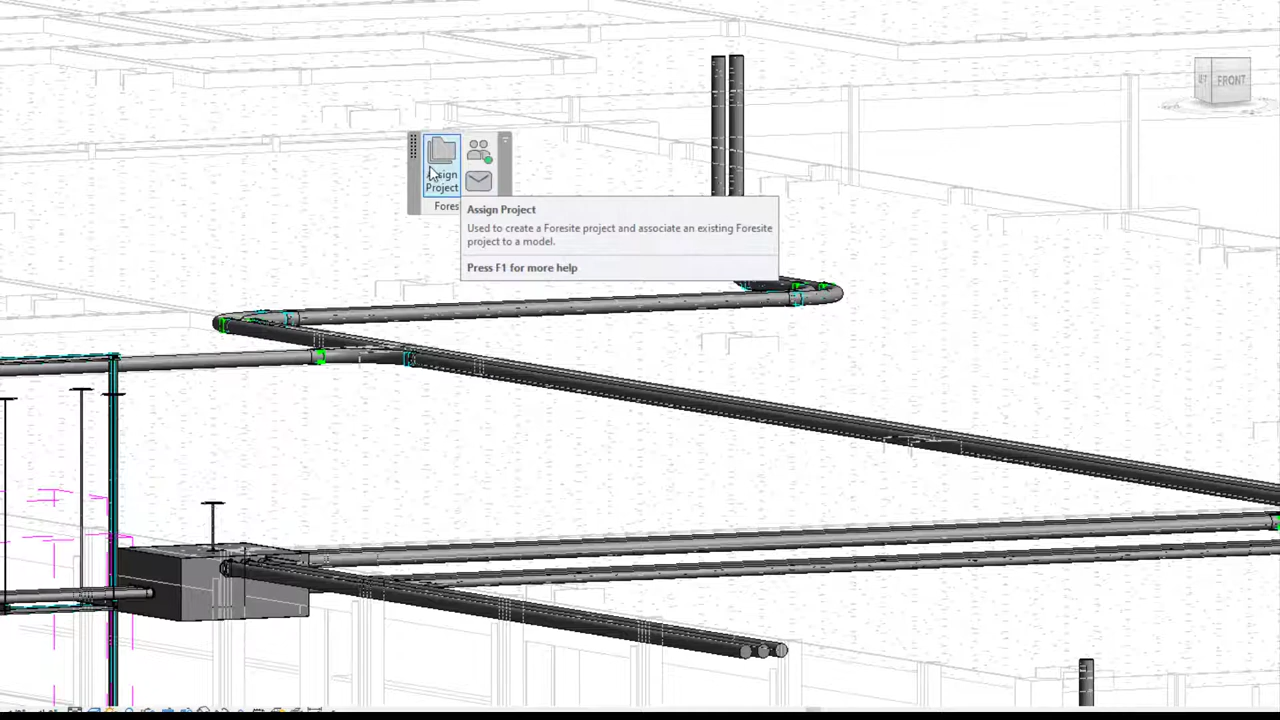 FRONT
Assign
Project
Fores
Assign Project
Used to create a Foresite project and associate an existing Foresite
project to a model.
Press F1 for more help